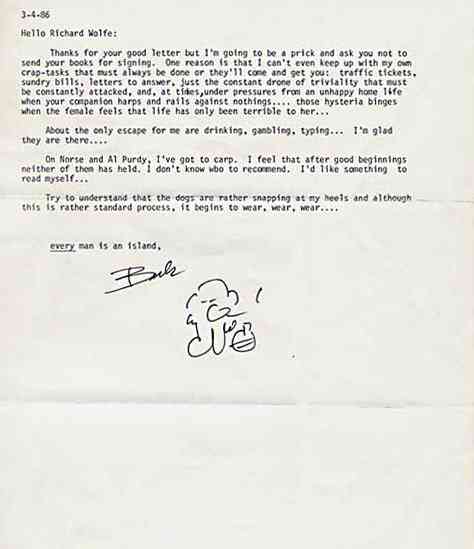 3-4-86
Hello Richard Wolfe:
Thanks for your good letter but I'm going to be a prick and ask you not to
send your books for signing. One reason is that I can't even keep up with my own
crap-tasks that must always be done or they'll come and get you: traffic tickets,
sundry bills, letters to answer, just the constant drone of triviality that must
be constantly attacked, and, at times,under pressures from an unhappy home life
when your companion harps and rails against nothings.... those hysteria binges
when the female feels that life has only been terrible to her...
About the only escape for me are drinking, gambling, typing... I'm glad
they are there....
On Norse and Al Purdy, I've got to carp. I feel that after good beginnings
neither of them has held. I don't know who to recommend. I'd like something to
read myself...
Try to understand that the dogs are rather snapping at my heels and although
this is rather standard process, it begins to wear, wear, wear....
every man is an island,
Buk